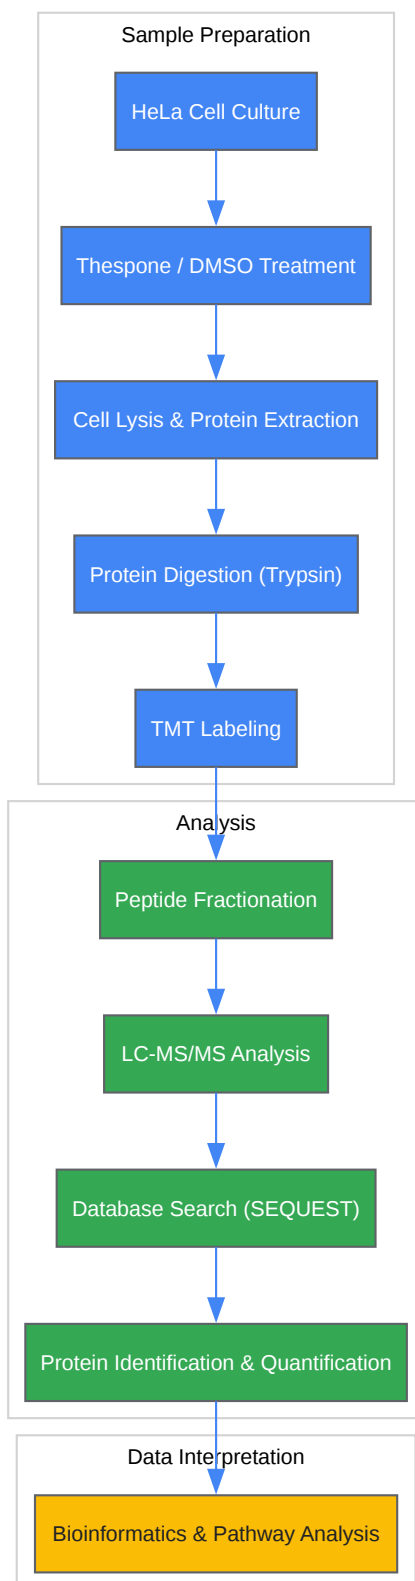 Sample Preparation
HeLa Cell Culture
Thespone / DMSO Treatment
Cell Lysis & Protein Extraction
Protein Digestion (Trypsin)
TMT Labeling
Analysis
Peptide Fractionation
LC-MS/MS Analysis
Database Search (SEQUEST)
Protein Identification & Quantification
Data Interpretation
Bioinformatics & Pathway Analysis